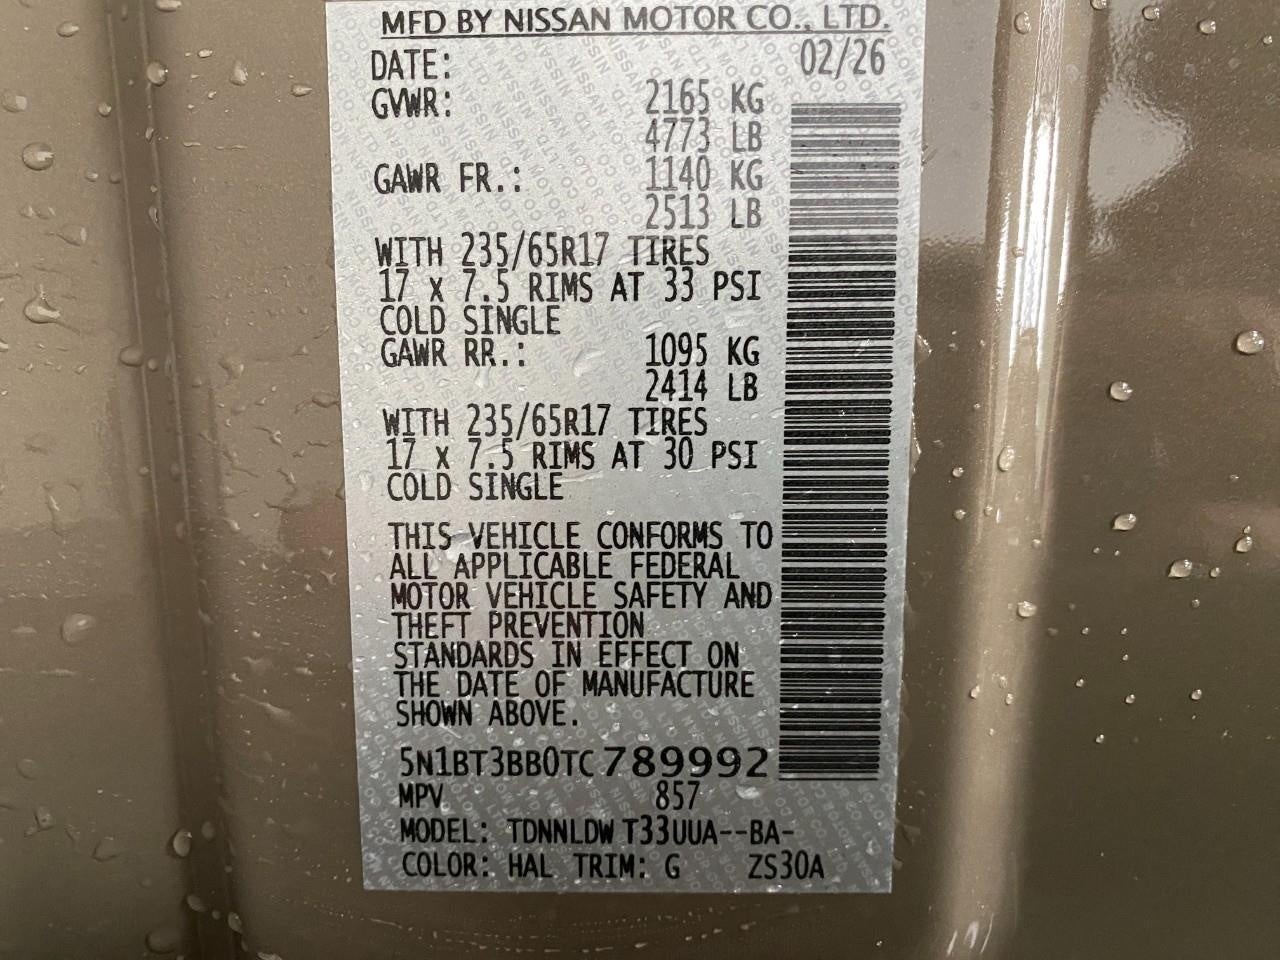 MFD BY NISSAN MOTOR CO., LTD.
DATE: 02/26
GVWR: 2165 KG
4773 LB
GAWR FR.: 1140 KG
2513 LB
WITH 235/65R17 TIRES
17 x 7.5 RIMS AT 33 PSI
COLD SINGLE
GAWR RR.: 1095 KG
2414 LB
WITH 235/65R17 TIRES
17 x 7.5 RIMS AT 30 PSI
COLD SINGLE
THIS VEHICLE CONFORMS TO
ALL APPLICABLE FEDERAL
MOTOR VEHICLE SAFETY AND
THEFT PREVENTION
STANDARDS IN EFFECT ON
THE DATE OF MANUFACTURE
SHOWN ABOVE.
5N1BT3BB0TC789992
MPV 857
MODEL: TDNNLDW T33UUA--BA-
COLOR: HAL TRIM: G ZS30A